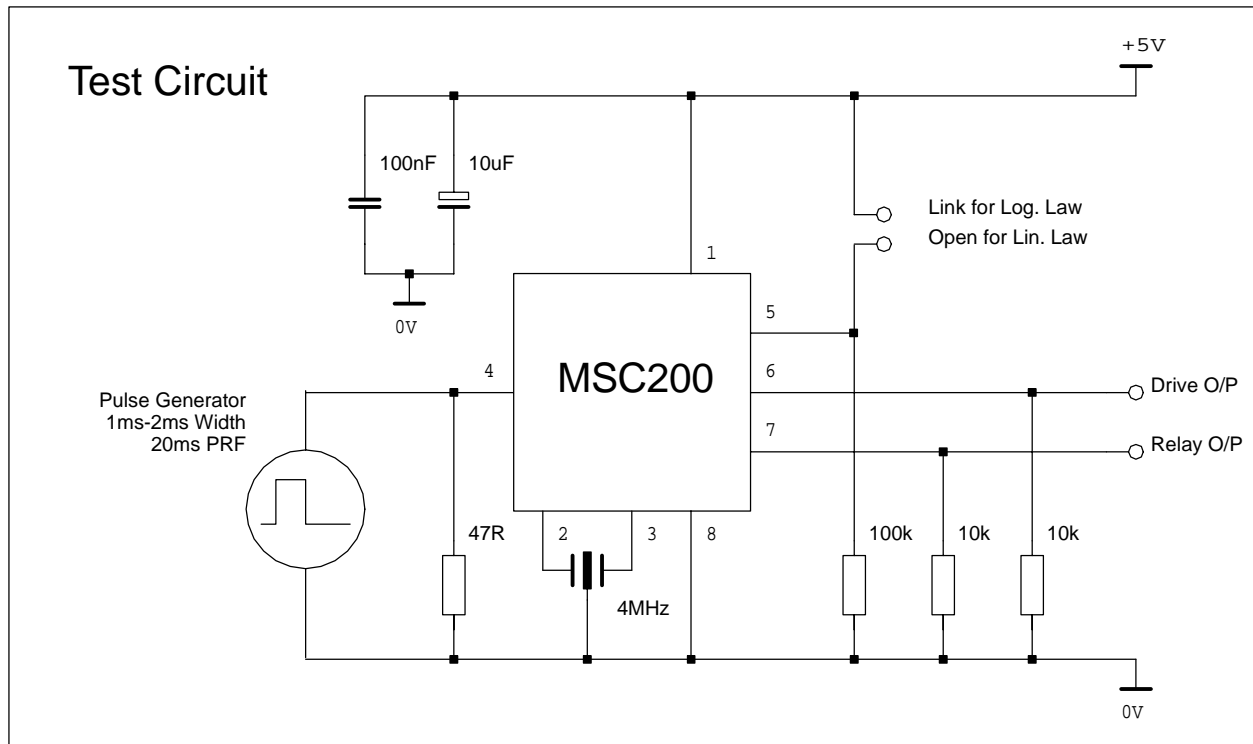 +5V
Test Circuit
100nF
10uF
Link for Log. Law
Open for Lin. Law
1
0V
5
MSC200
4
6
Drive O/P
Pulse Generator
1ms-2ms Width
20ms PRF
7
Relay O/P
47R
2
3
8
100k
10k
10k
4MHz
0V